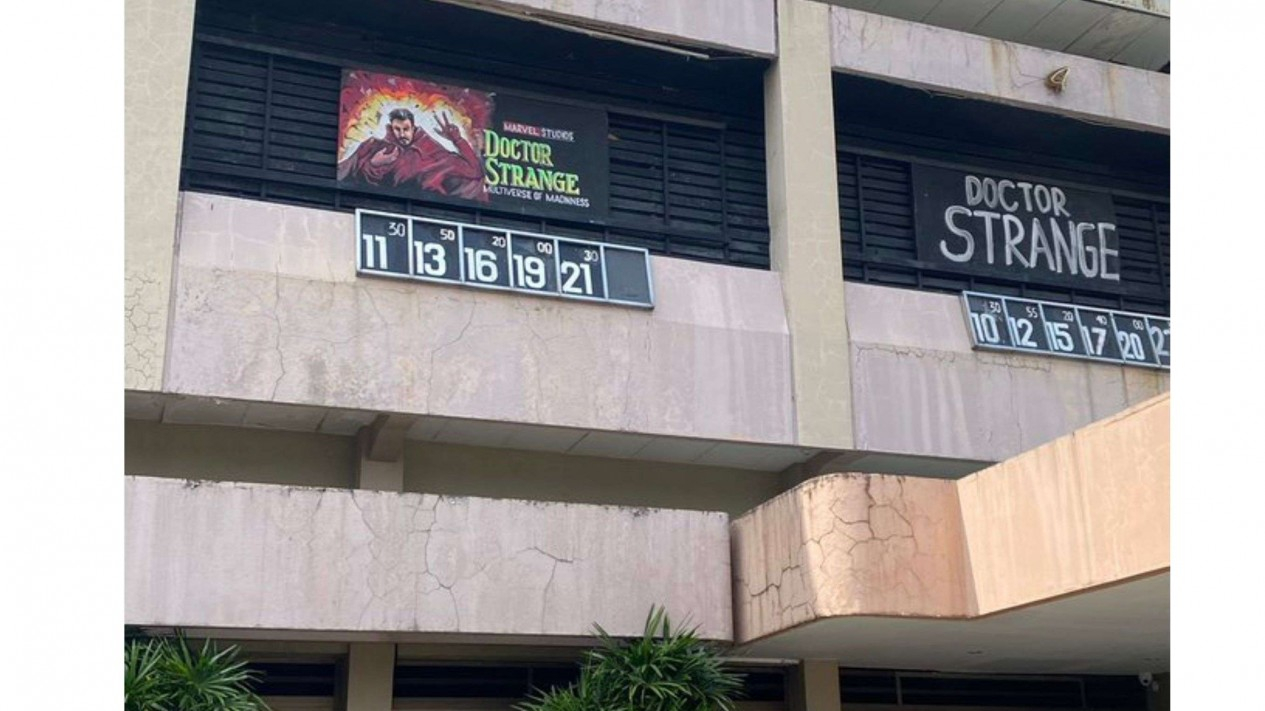 MARVEL STUDIOS
DOCTOR
STRANGE
MULTIVERSE OF MADNNESS
11 30 13 50 16 20 19 00 21 30
DOCTOR
STRANGE
10 30 12 55 15 20 17 40 20 00